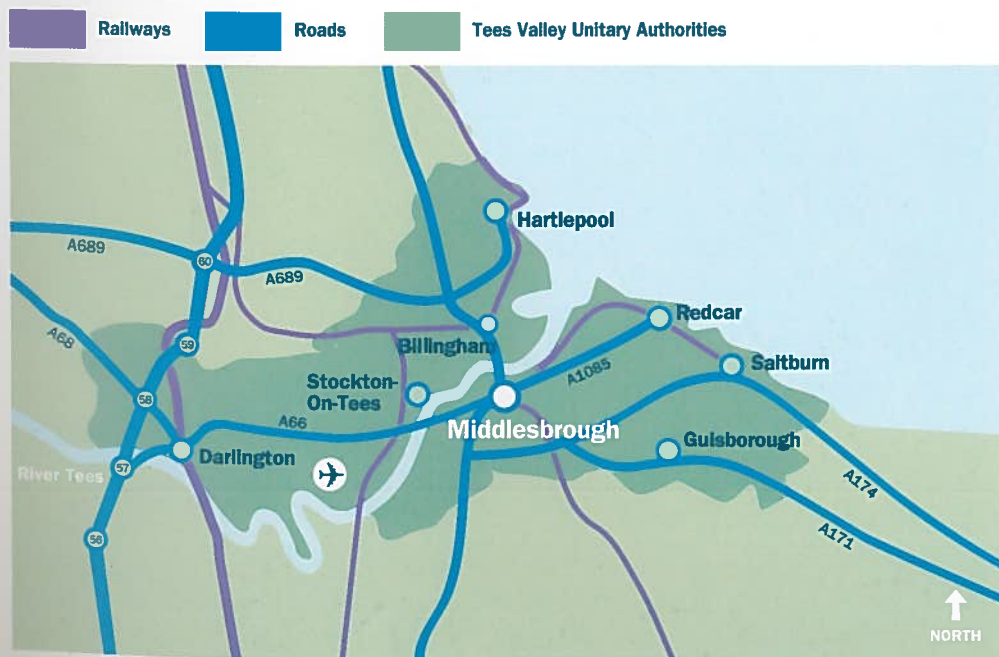 Railways
Roads
Tees Valley Unitary Authorities
Hartlepool
A689
60
A689
Redcar
A68
59
Billingham
A1085
Saltburn
Stockton-
On-Tees
58
A66
Middlesbrough
Guisborough
Darlington
57
River Tees
A174
56
A171
NORTH